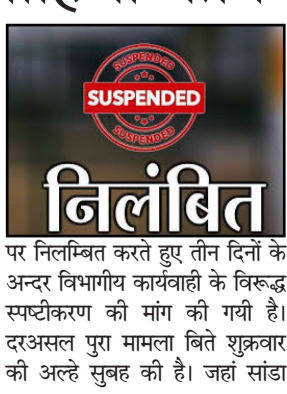 SUSPENDED
SUSPENDED
SUSPENDED
निलंबित
पर निलम्बित करते हुए तीन दिनों के
अन्दर विभागीय कार्यवाही के विरूद्ध
स्पष्टीकरण की मांग की गयी है।
दरअसल पुरा मामला बिते शुक्रवार
की अल्हे सुबह की है। जहां सांडा